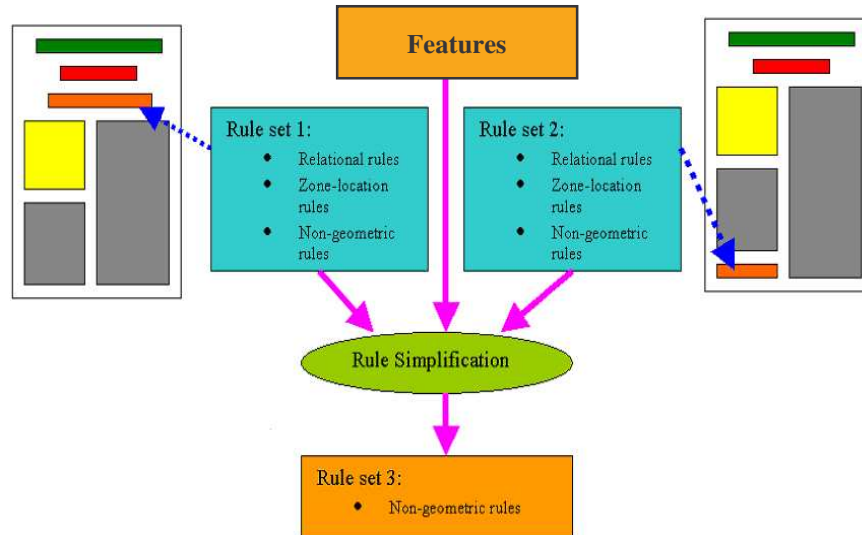 Features
Rule set 1:
• Relational rules
• Zone-location
rules
• Non-geometric
rules
Rule set 2:
• Relational rules
• Zone-location
rules
• Non-geometric
rules
Rule Simplification
Rule set 3:
• Non-geometric rules